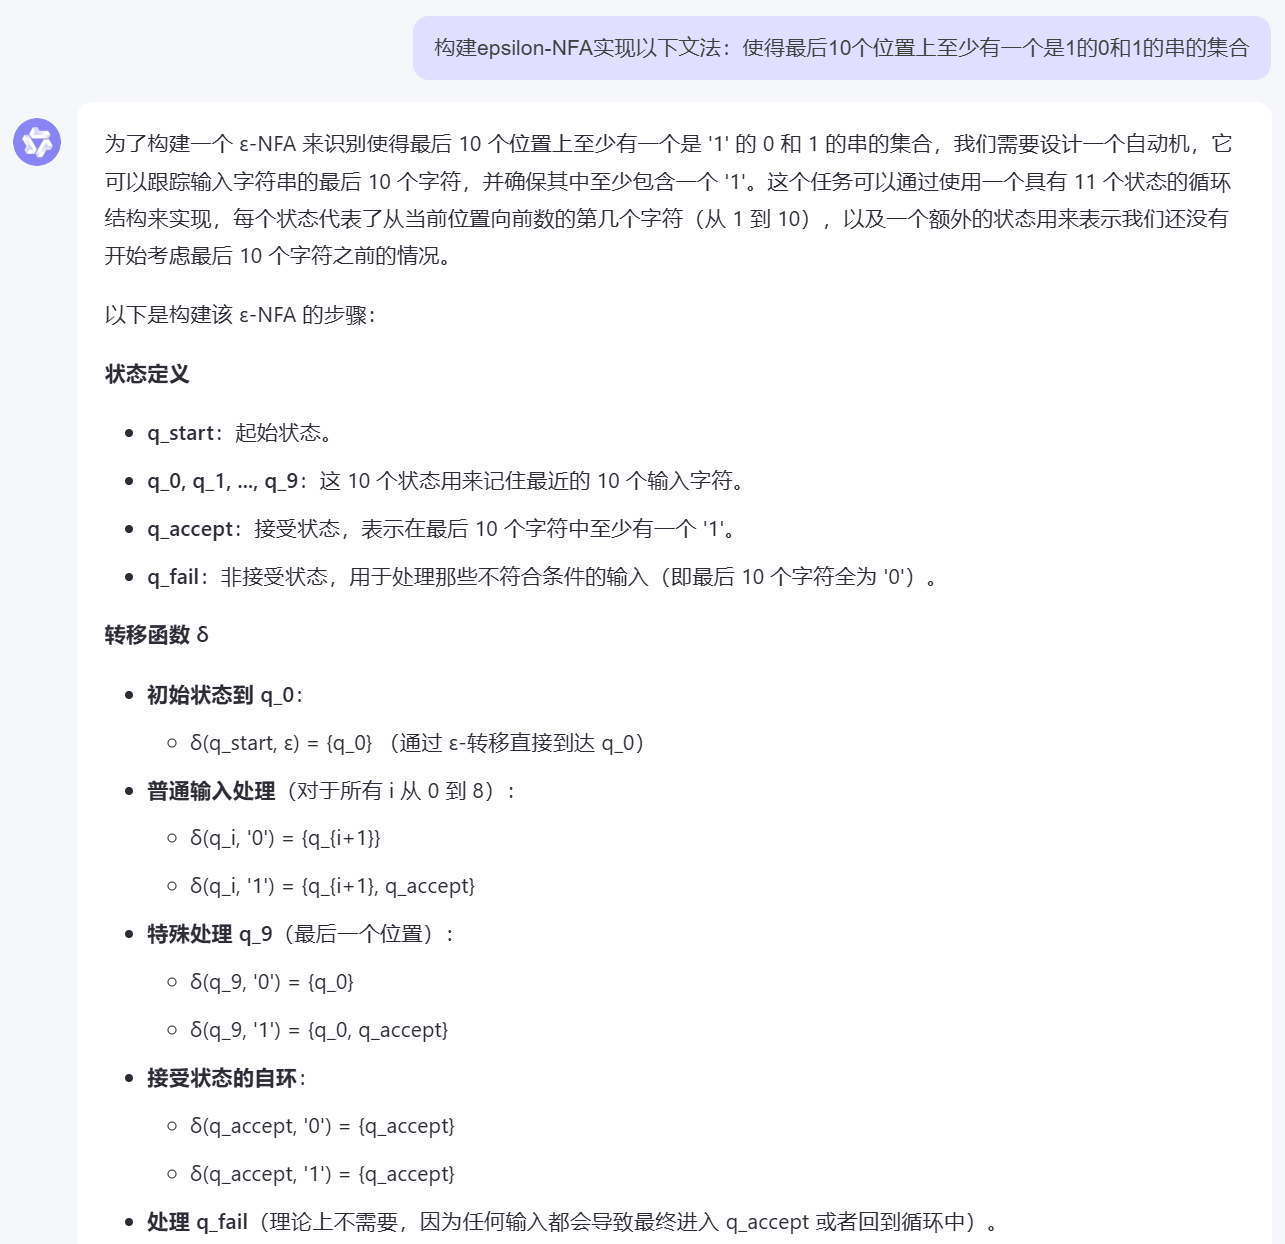 构建epsilon-NFA实现以下文法：使得最后10个位置上至少有一个是1的0和1的串的集合
为了构建一个 ε-NFA 来识别使得最后 10 个位置上至少有一个是 '1' 的 0 和 1 的串的集合，我们需要设计一个自动机，它
可以跟踪输入字符串的最后 10 个字符，并确保其中至少包含一个 '1'。这个任务可以通过使用一个具有 11 个状态的循环
结构来实现，每个状态代表了从当前位置向前数的第几个字符（从 1 到 10），以及一个额外的状态用来表示我们还没有
开始考虑最后 10 个字符之前的情况。
以下是构建该 ε-NFA 的步骤：
状态定义
• q_start：起始状态。
• q_0, q_1, ..., q_9：这 10 个状态用来记住最近的 10 个输入字符。
• q_accept：接受状态，表示在最后 10 个字符中至少有一个 '1'。
• q_fail：非接受状态，用于处理那些不符合条件的输入（即最后 10 个字符全为 '0'）。
转移函数 δ
• 初始状态到 q_0：
○ δ(q_start, ε) = {q_0} （通过 ε-转移直接到达 q_0）
• 普通输入处理（对于所有 i 从 0 到 8）：
○ δ(q_i, '0') = {q_{i+1}}
○ δ(q_i, '1') = {q_{i+1}, q_accept}
• 特殊处理 q_9（最后一个位置）：
○ δ(q_9, '0') = {q_0}
○ δ(q_9, '1') = {q_0, q_accept}
• 接受状态的自环：
○ δ(q_accept, '0') = {q_accept}
○ δ(q_accept, '1') = {q_accept}
• 处理 q_fail（理论上不需要，因为任何输入都会导致最终进入 q_accept 或者回到循环中）。